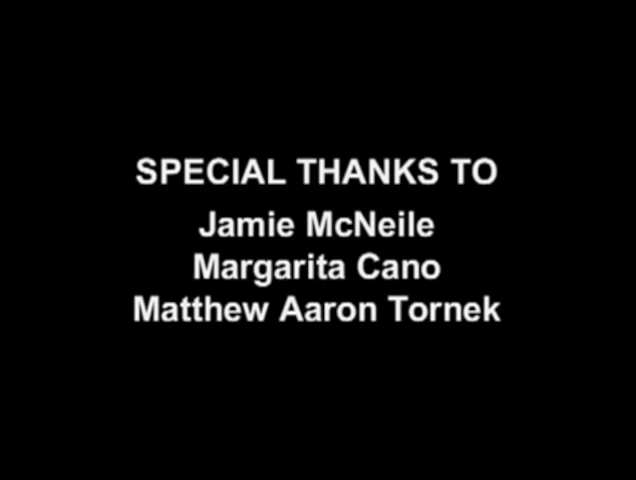 SPECIAL THANKS TO
Jamie McNeile
Margarita Cano
Matthew Aaron Tornek